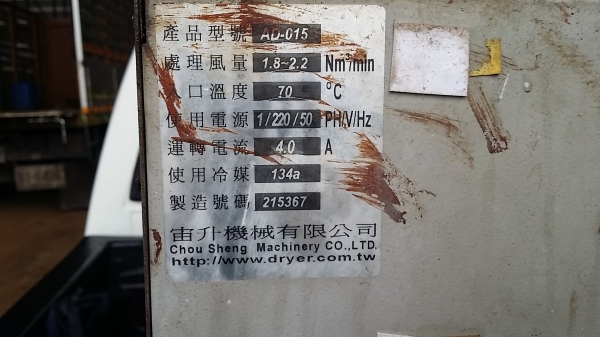 產品型號 AD-015
處理風量 1.8~2.2 Nm³/min
入口溫度 70 °C
使用電源 1/220/50 PH/V/Hz
運轉電流 4.0 A
使用冷媒 134a
製造號碼 215367
宙升機械有限公司
Chou Sheng Machinery CO.,LTD.
http://www.dryer.com.tw